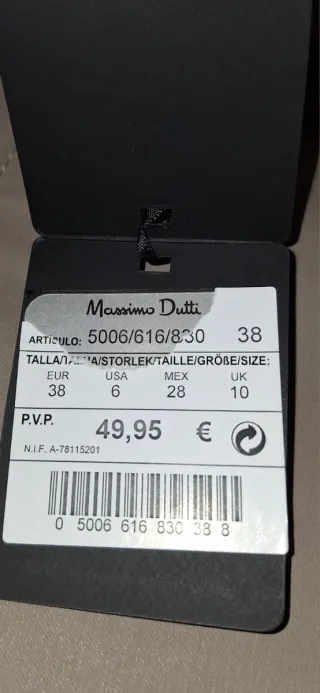 Massimo Dutti
ARTICULO: 5006/616/830 38
TALLA/STORLEK/TAILLE/GRÖßE/SIZE:
EUR USA MEX UK
38 6 28 10
P.V.P. 49,95 €
N.I.F. A-78115201
0 5006 616 830 38 8